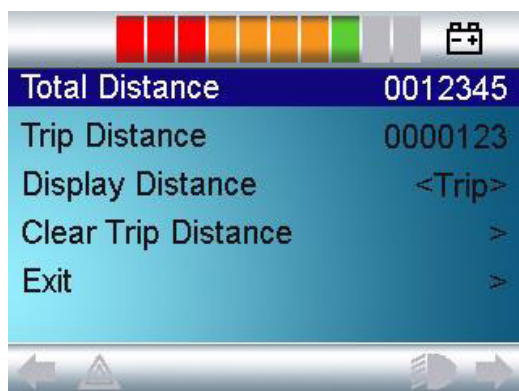 Total Distance 0012345
Trip Distance 0000123
Display Distance <Trip>
Clear Trip Distance >
Exit >